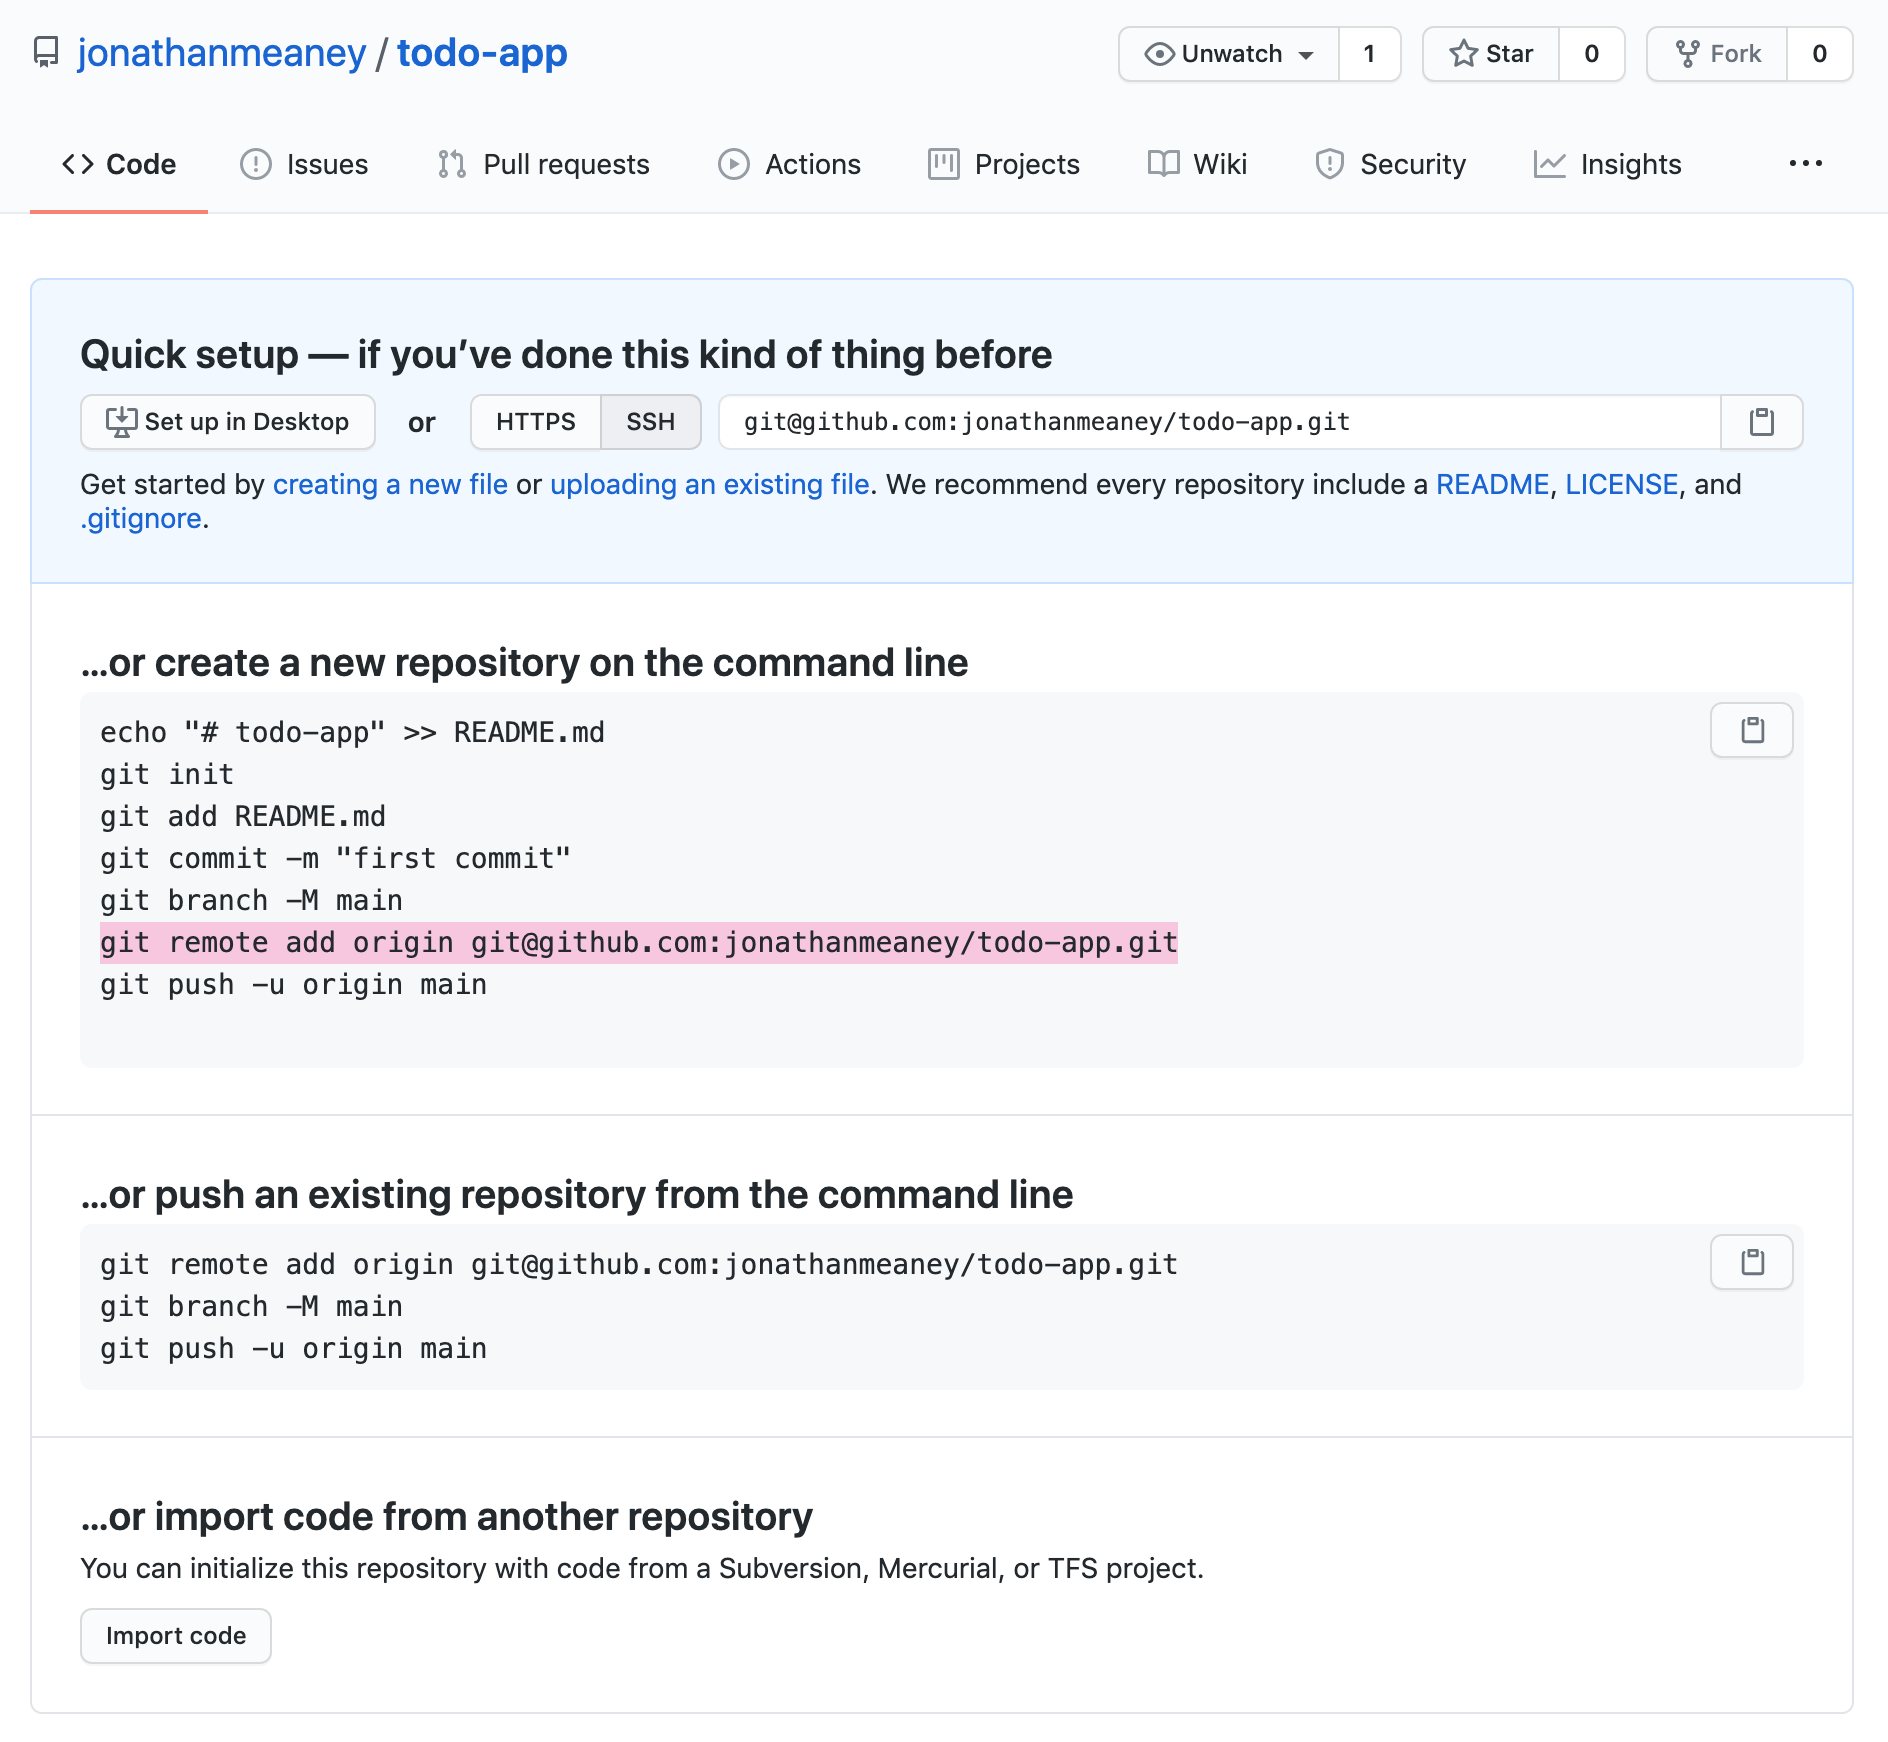 jonathanmeaney / todo-app
Unwatch 1 Star 0 Fork 0
Code Issues Pull requests Actions Projects Wiki Security Insights ...
Quick setup — if you’ve done this kind of thing before
Set up in Desktop or HTTPS SSH git@github.com:jonathanmeaney/todo-app.git
Get started by creating a new file or uploading an existing file. We recommend every repository include a README, LICENSE, and
.gitignore.
…or create a new repository on the command line
echo "# todo-app" >> README.md
git init
git add README.md
git commit -m "first commit"
git branch -M main
git remote add origin git@github.com:jonathanmeaney/todo-app.git
git push -u origin main
…or push an existing repository from the command line
git remote add origin git@github.com:jonathanmeaney/todo-app.git
git branch -M main
git push -u origin main
…or import code from another repository
You can initialize this repository with code from a Subversion, Mercurial, or TFS project.
Import code